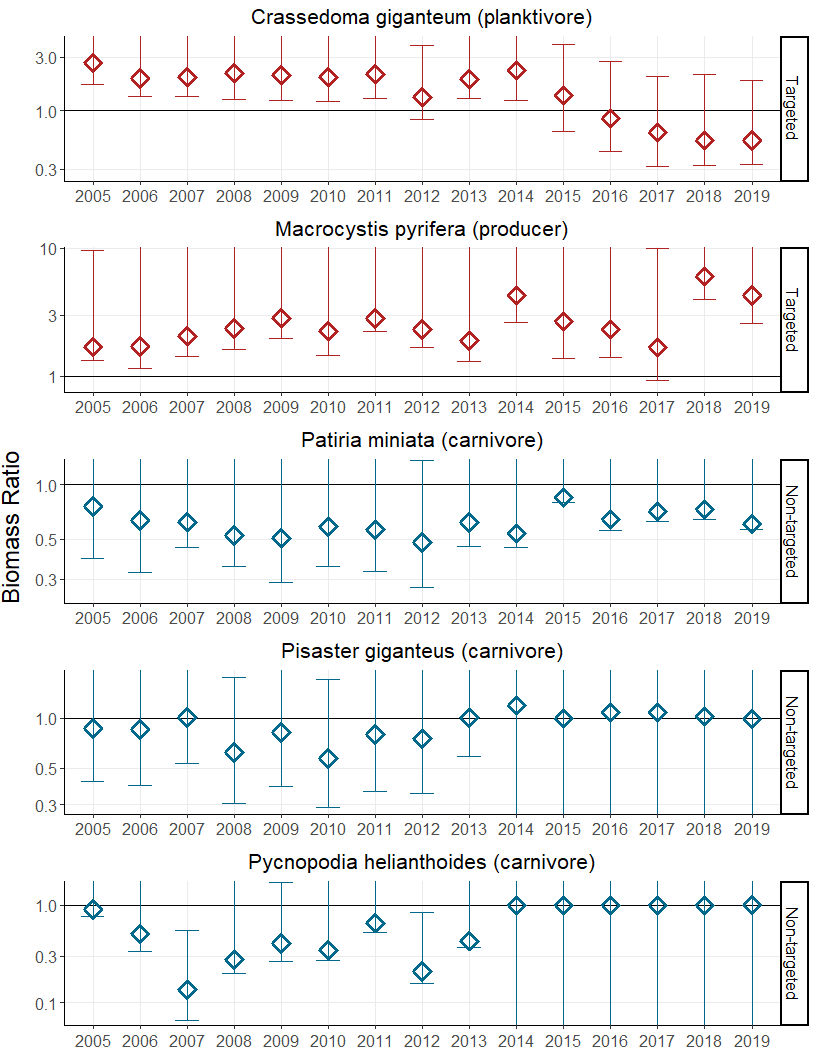 Crassedoma giganteum (planktivore)
3.0
1.0
0.3
Targeted
2005 2006 2007 2008 2009 2010 2011 2012 2013 2014 2015 2016 2017 2018 2019
Macrocystis pyrifera (producer)
10
3
1
Targeted
2005 2006 2007 2008 2009 2010 2011 2012 2013 2014 2015 2016 2017 2018 2019
Biomass Ratio
Patiria miniata (carnivore)
1.0
0.5
0.3
Non-targeted
2005 2006 2007 2008 2009 2010 2011 2012 2013 2014 2015 2016 2017 2018 2019
Pisaster giganteus (carnivore)
1.0
0.5
0.3
Non-targeted
2005 2006 2007 2008 2009 2010 2011 2012 2013 2014 2015 2016 2017 2018 2019
Pycnopodia helianthoides (carnivore)
1.0
0.3
0.1
Non-targeted
2005 2006 2007 2008 2009 2010 2011 2012 2013 2014 2015 2016 2017 2018 2019